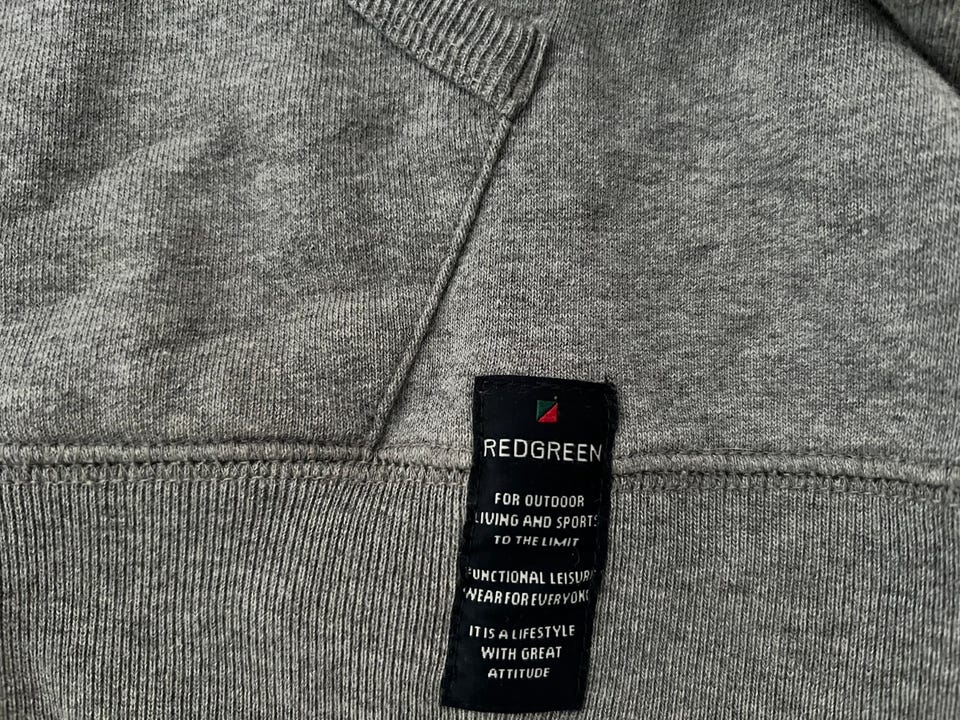 REDGREEN
FOR OUTDOOR
LIVING AND SPORTS
TO THE LIMIT
FUNCTIONAL LEISURE
WEAR FOR EVERYONE
IT IS A LIFESTYLE
WITH GREAT
ATTITUDE